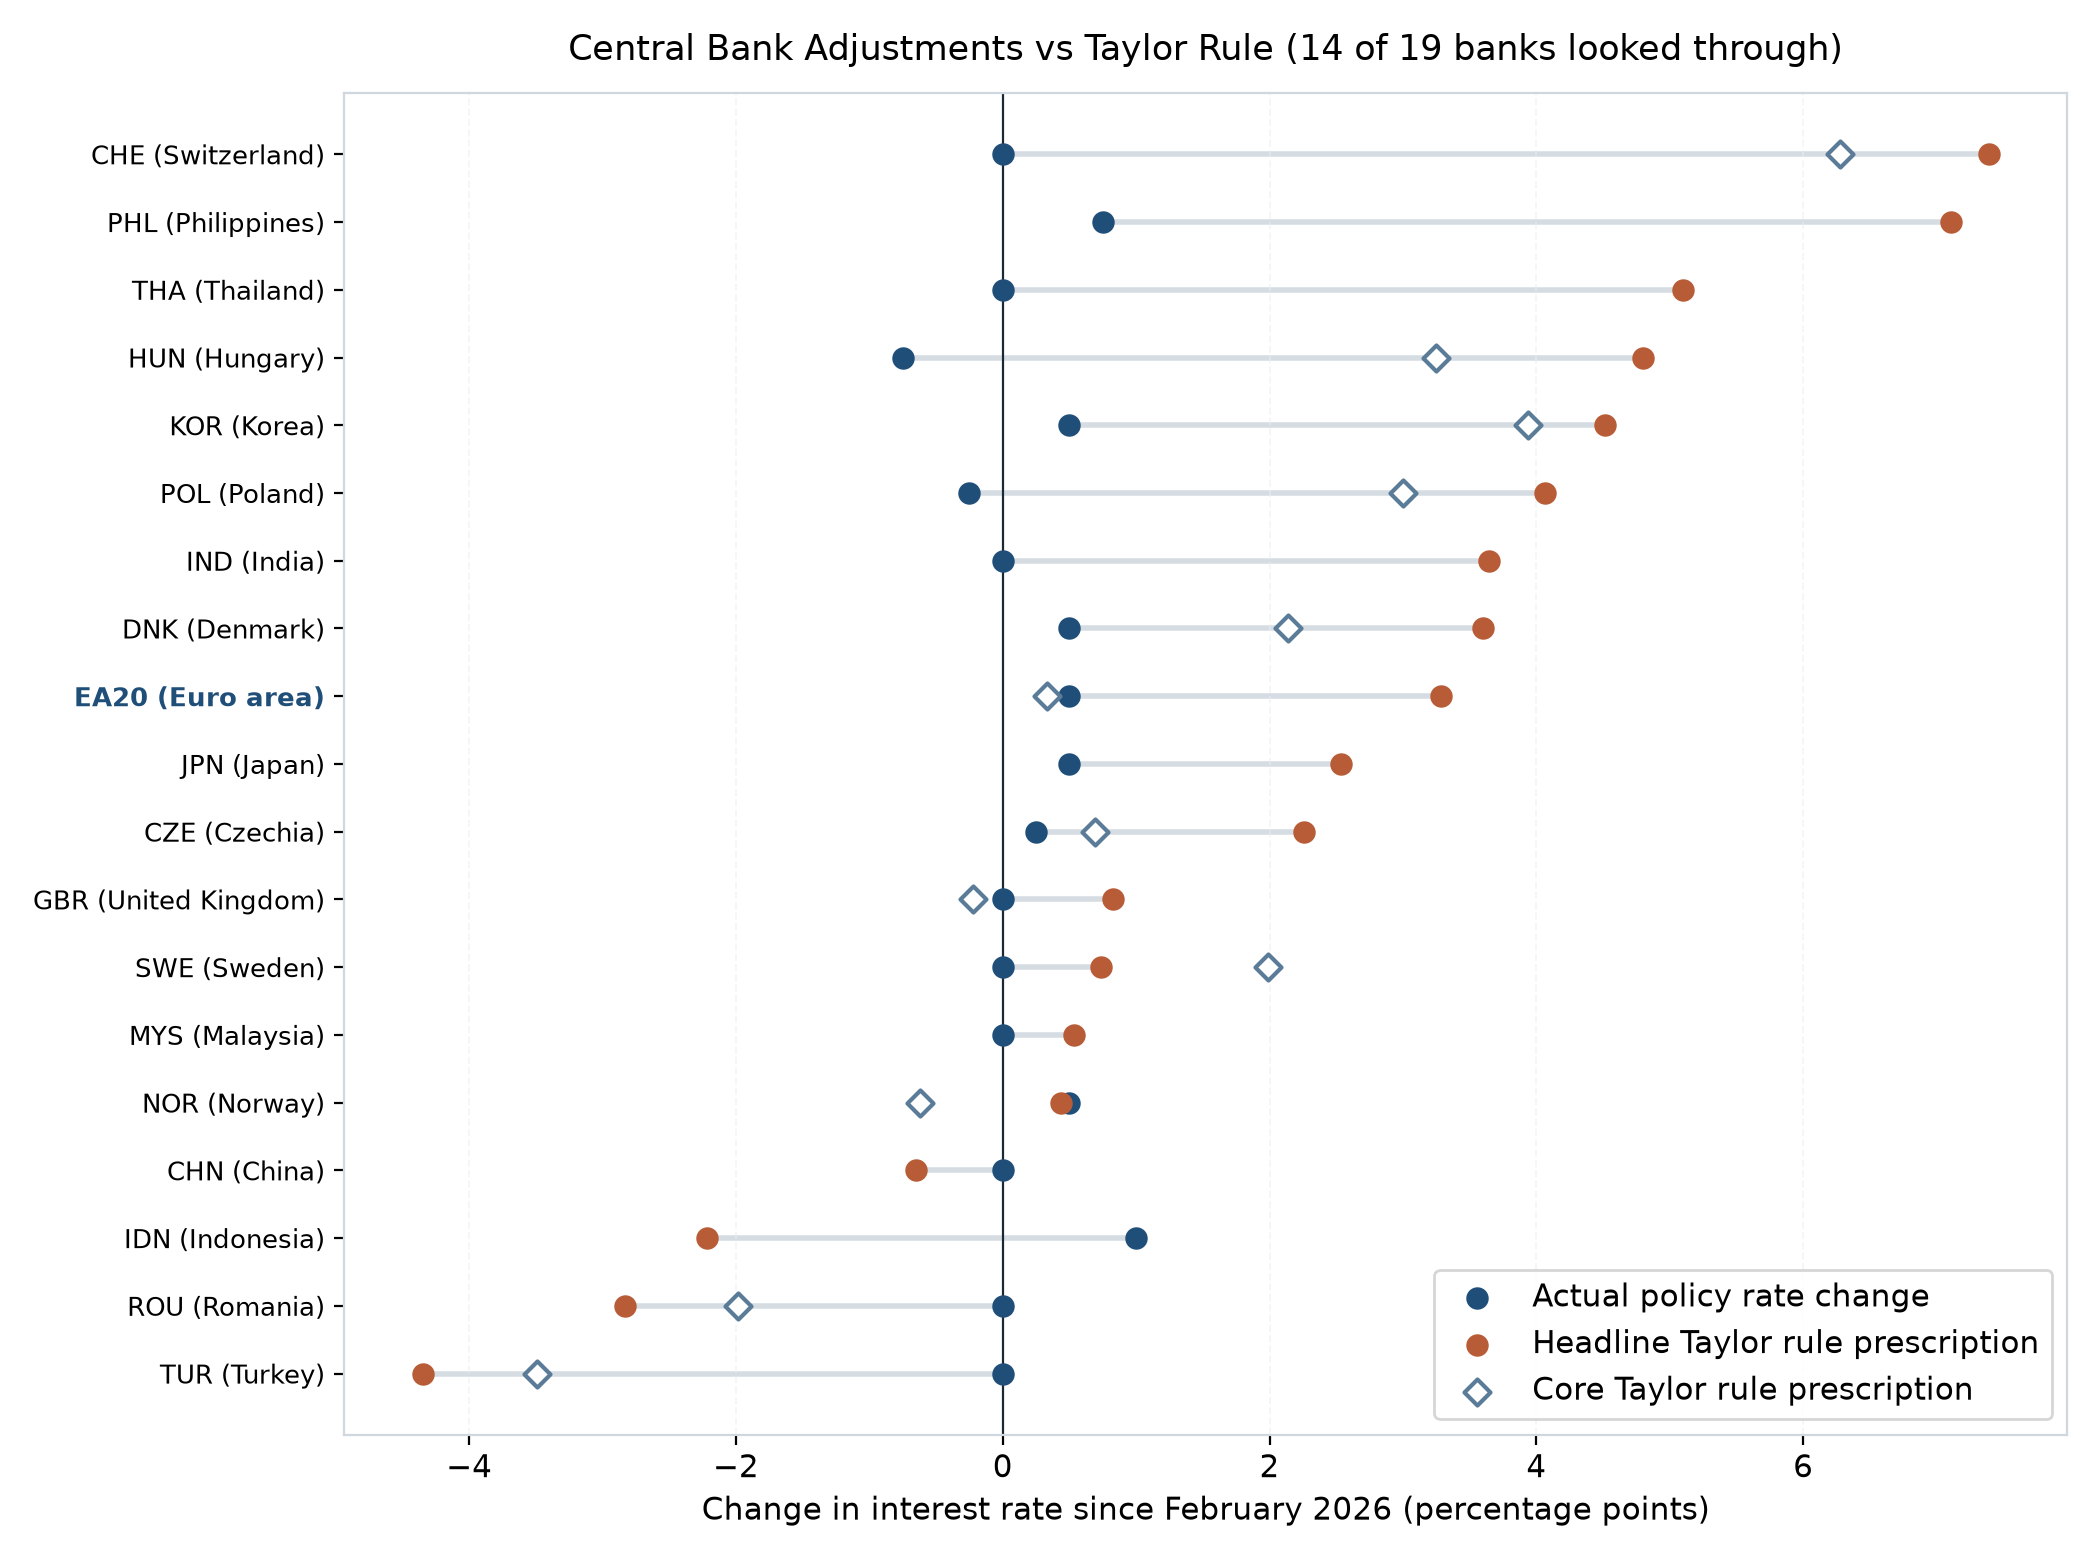 Central Bank Adjustments vs Taylor Rule (14 of 19 banks looked through)
CHE (Switzerland)
PHL (Philippines)
THA (Thailand)
HUN (Hungary)
KOR (Korea)
POL (Poland)
IND (India)
DNK (Denmark)
EA20 (Euro area)
JPN (Japan)
CZE (Czechia)
GBR (United Kingdom)
SWE (Sweden)
MYS (Malaysia)
NOR (Norway)
CHN (China)
IDN (Indonesia)
ROU (Romania)
TUR (Turkey)
Actual policy rate change
Headline Taylor rule prescription
Core Taylor rule prescription
−4 −2 0 2 4 6
Change in interest rate since February 2026 (percentage points)